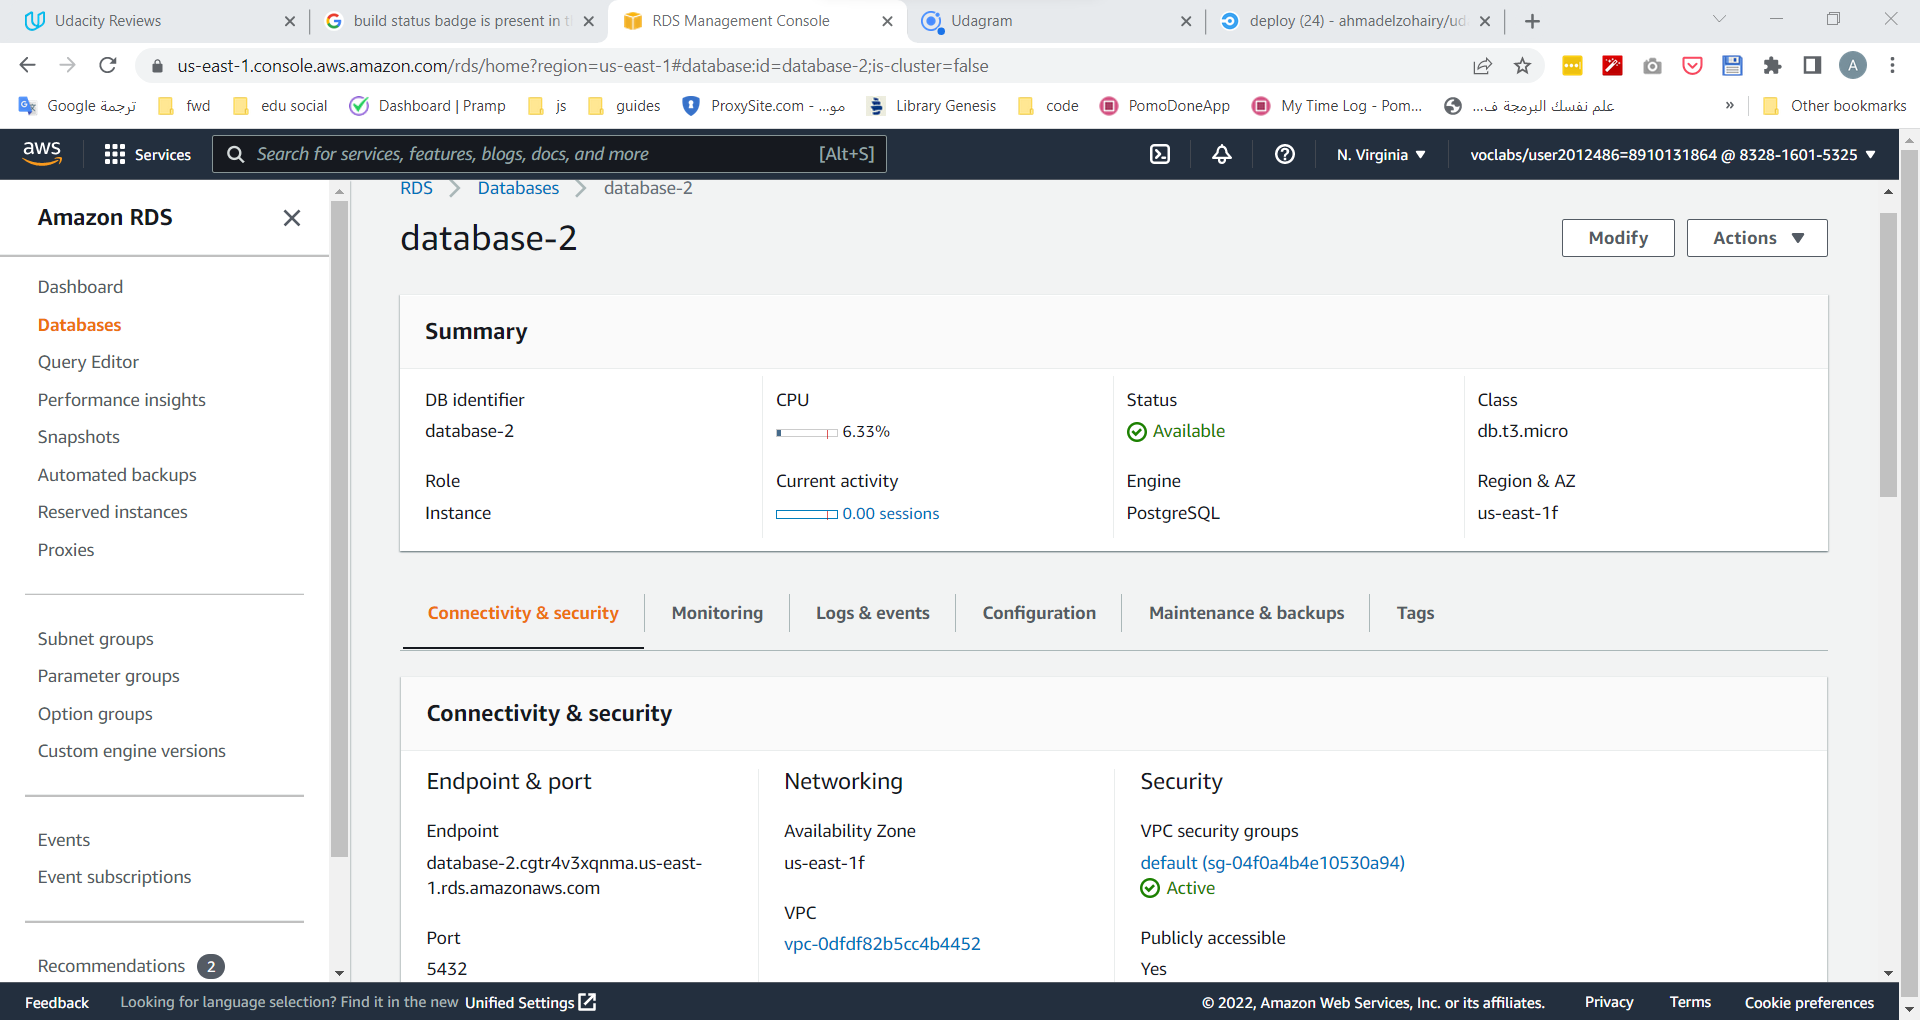 Udacity Reviews
build status badge is present in t
RDS Management Console
Udagram
deploy (24) - ahmadelzohairy/ud
us-east-1.console.aws.amazon.com/rds/home?region=us-east-1#database:id=database-2;is-cluster=false
A
ترجمة Google
fwd
edu social
Dashboard | Pramp
js
guides
ProxySite.com - ...مو
Library Genesis
code
PomoDoneApp
My Time Log - Pom...
علم نفسك البرمجة ف...
»
Other bookmarks
aws
Services
Search for services, features, blogs, docs, and more
[Alt+S]
N. Virginia
voclabs/user2012486=8910131864 @ 8328-1601-5325
Amazon RDS
Dashboard
Databases
Query Editor
Performance insights
Snapshots
Automated backups
Reserved instances
Proxies
Subnet groups
Parameter groups
Option groups
Custom engine versions
Events
Event subscriptions
Recommendations 2
RDS > Databases > database-2
database-2
Modify
Actions
Summary
DB identifier
database-2
CPU
6.33%
Status
Available
Class
db.t3.micro
Role
Instance
Current activity
0.00 sessions
Engine
PostgreSQL
Region & AZ
us-east-1f
Connectivity & security
Monitoring
Logs & events
Configuration
Maintenance & backups
Tags
Connectivity & security
Endpoint & port
Endpoint
database-2.cgtr4v3xqnma.us-east-
1.rds.amazonaws.com
Port
5432
Networking
Availability Zone
us-east-1f
VPC
vpc-0dfdf82b5cc4b4452
Security
VPC security groups
default (sg-04f0a4b4e10530a94)
Active
Publicly accessible
Yes
Feedback
Looking for language selection? Find it in the new Unified Settings
© 2022, Amazon Web Services, Inc. or its affiliates.
Privacy
Terms
Cookie preferences